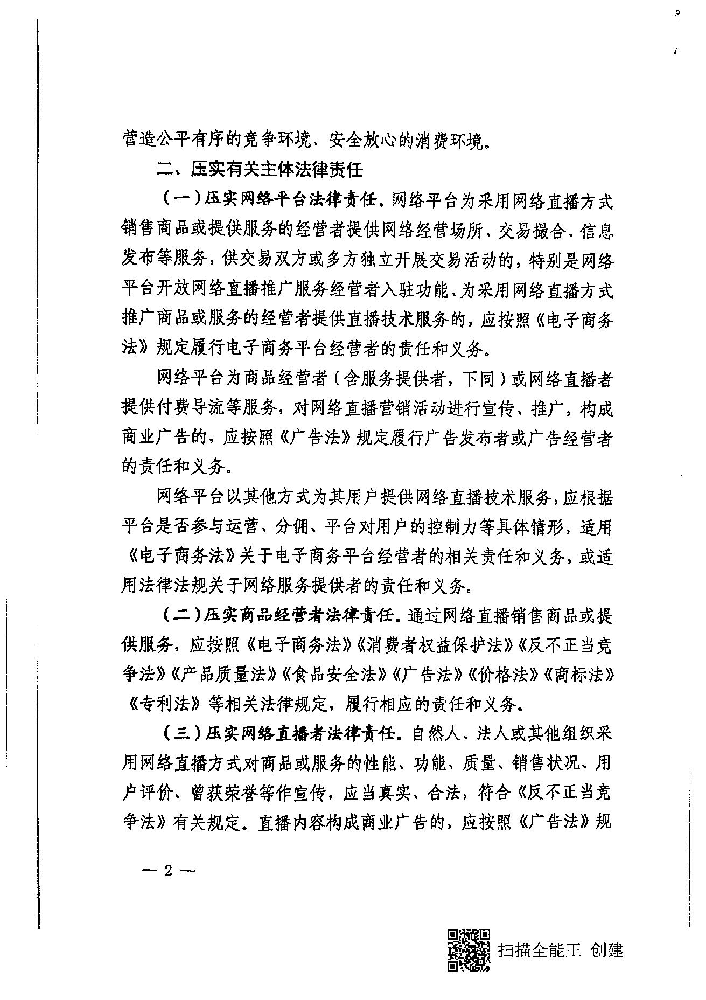 营造公平有序的竞争环境、安全放心的消费环境。
二、压实有关主体法律责任
（一）压实网络平台法律责任。网络平台为采用网络直播方式
销售商品或提供服务的经营者提供网络经营场所、交易撮合、信息
发布等服务，供交易双方或多方独立开展交易活动的，特别是网络
平台开放网络直播推广服务经营者入驻功能、为采用网络直播方式
推广商品或服务的经营者提供直播技术服务的，应按照《电子商务
法》规定履行电子商务平台经营者的责任和义务。
网络平台为商品经营者（含服务提供者，下同）或网络直播者
提供付费导流等服务，对网络直播营销活动进行宣传、推广，构成
商业广告的，应按照《广告法》规定履行广告发布者或广告经营者
的责任和义务。
网络平台以其他方式为其用户提供网络直播技术服务，应根据
平台是否参与运营、分佣、平台对用户的控制力等具体情形，适用
《电子商务法》关于电子商务平台经营者的相关责任和义务，或适
用法律法规关于网络服务提供者的责任和义务。
（二）压实商品经营者法律责任。通过网络直播销售商品或提
供服务，应按照《电子商务法》《消费者权益保护法》《反不正当竞
争法》《产品质量法》《食品安全法》《广告法》《价格法》《商标法》
《专利法》等相关法律规定，履行相应的责任和义务。
（三）压实网络直播者法律责任。自然人、法人或其他组织采
用网络直播方式对商品或服务的性能、功能、质量、销售状况、用
户评价、曾获荣誉等作宣传，应当真实、合法，符合《反不正当竞
争法》有关规定。直播内容构成商业广告的，应按照《广告法》规
— 2 —
扫描全能王 创建